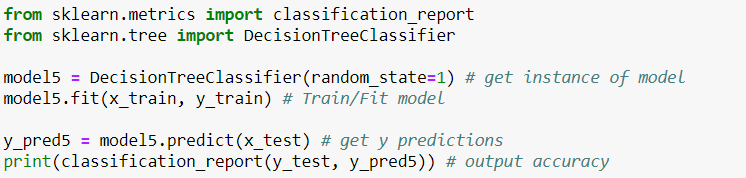 from sklearn.metrics import classification_report
from sklearn.tree import DecisionTreeClassifier
model5 = DecisionTreeClassifier(random_state=1) # get instance of model
model5.fit(x_train, y_train) # Train/Fit model
y_pred5 = model5.predict(x_test) # get y predictions
print(classification_report(y_test, y_pred5)) # output accuracy